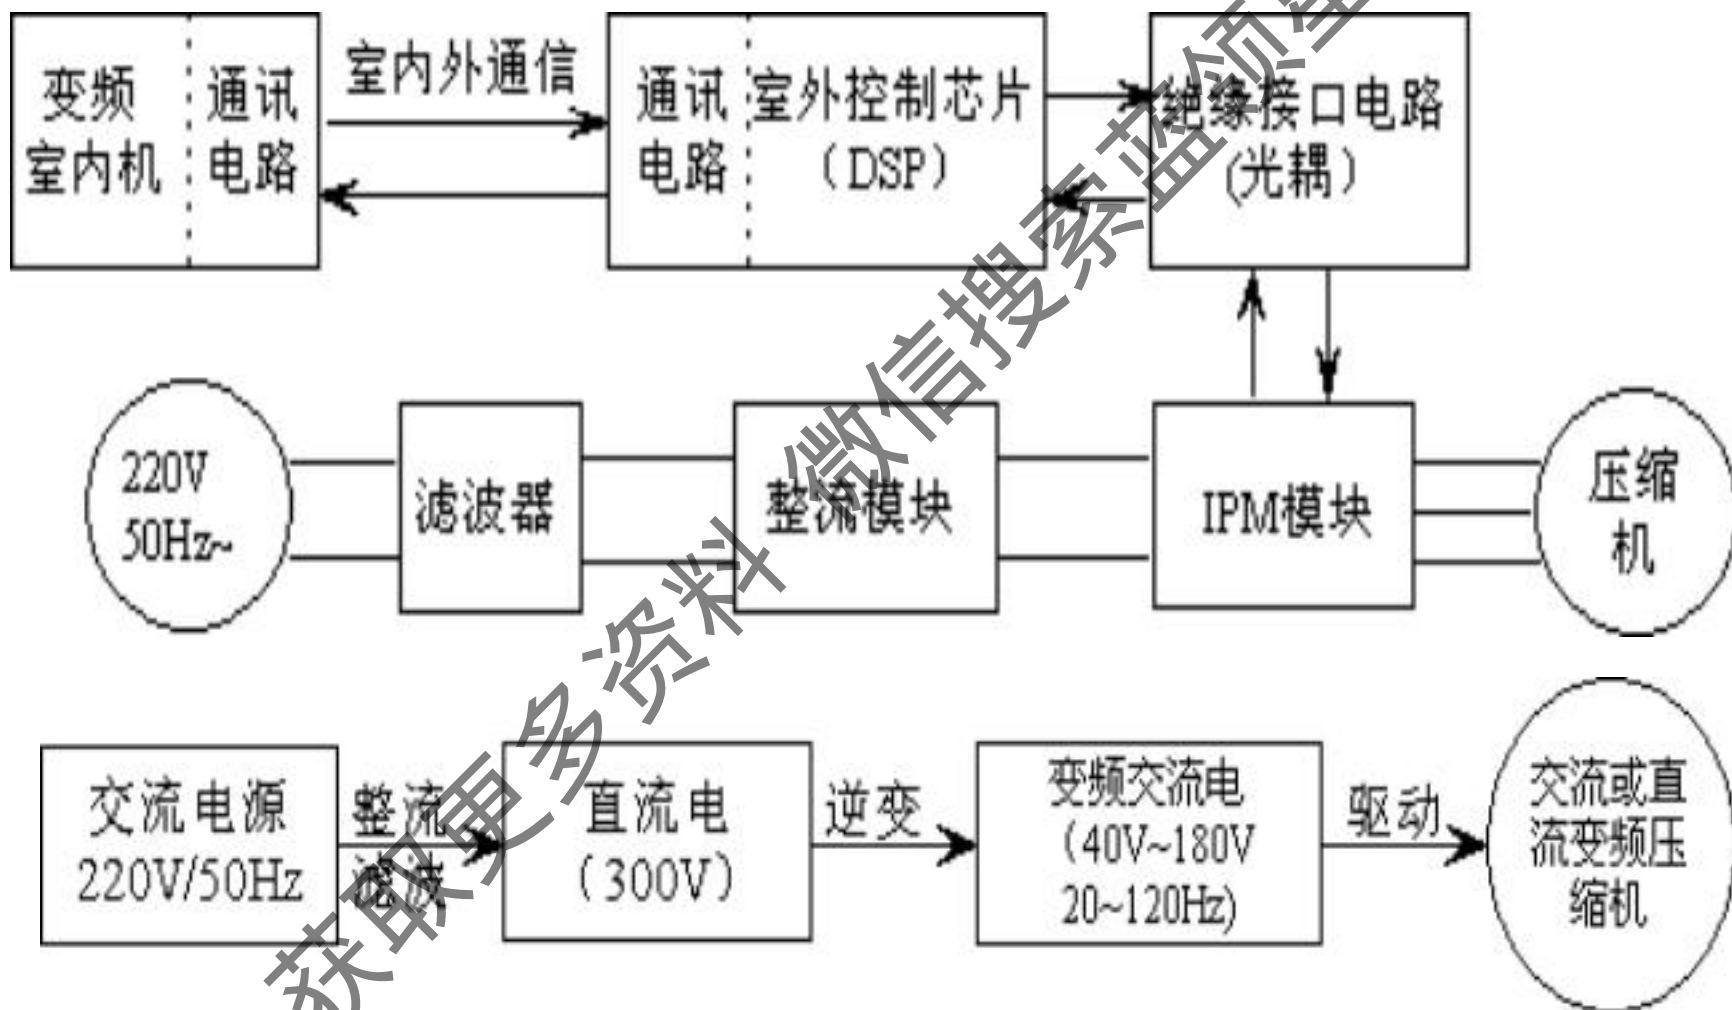 室内外通信
变频
室内机
通讯
电路
通讯
电路
室外控制芯片
（DSP）
绝缘接口电路
(光耦）
220V
50Hz~
滤波器
整流模块
IPM模块
压缩
机
交流电源
220V/50Hz
整流
滤波
直流电
（300V）
逆变
变频交流电
（40V~180V
20~120Hz)
驱动
交流或直
流变频压
缩机
获取更多资料 微信搜索蓝领星